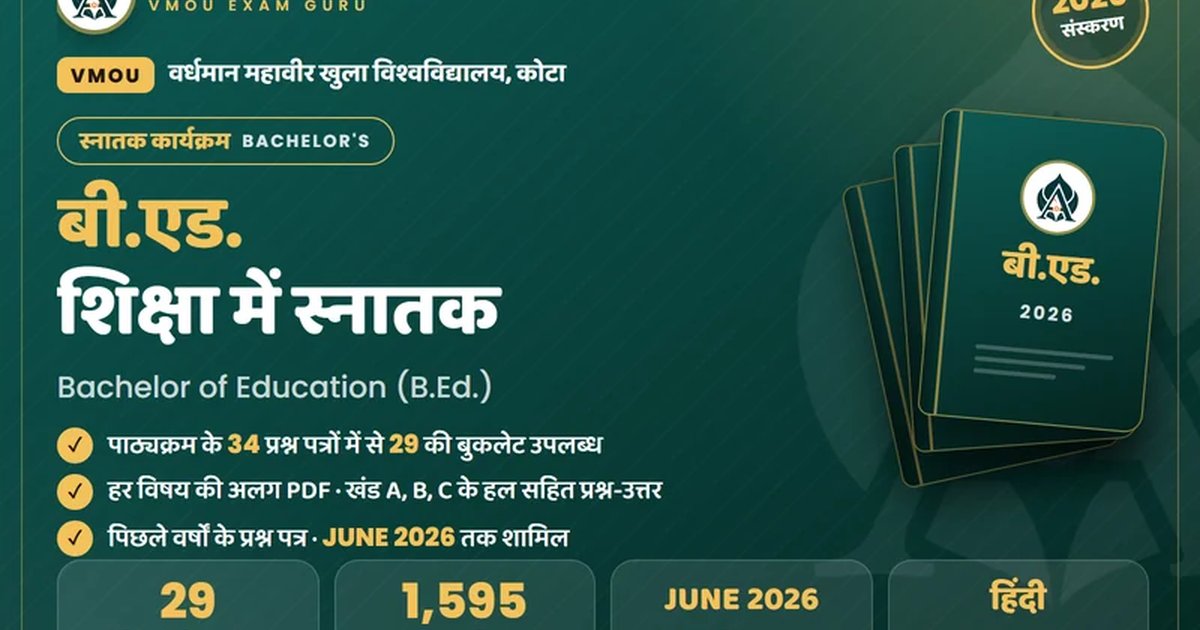 VMOU EXAM GURU
2026
संस्करण
VMOU वर्धमान महावीर खुला विश्वविद्यालय, कोटा
स्नातक कार्यक्रम BACHELOR'S
बी.एड.
शिक्षा में स्नातक
Bachelor of Education (B.Ed.)
✓ पाठ्यक्रम के 34 प्रश्न पत्रों में से 29 की बुकलेट उपलब्ध
✓ हर विषय की अलग PDF · खंड A, B, C के हल सहित प्रश्न-उत्तर
✓ पिछले वर्षों के प्रश्न पत्र · JUNE 2026 तक शामिल
बी.एड.
2026
29
1,595
JUNE 2026
हिंदी